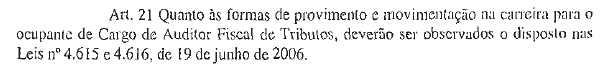 Art. 21 Quanto às formas de provimento e movimentação na carreira para o
ocupante de Cargo de Auditor Fiscal de Tributos, deverão ser observados o disposto nas
Leis nº 4.615 e 4.616, de 19 de junho de 2006.